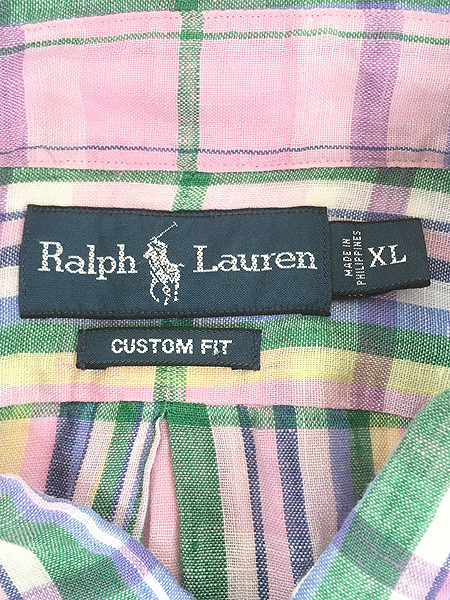 Ralph Lauren
MADE IN
PHILIPPINES
XL
CUSTOM FIT